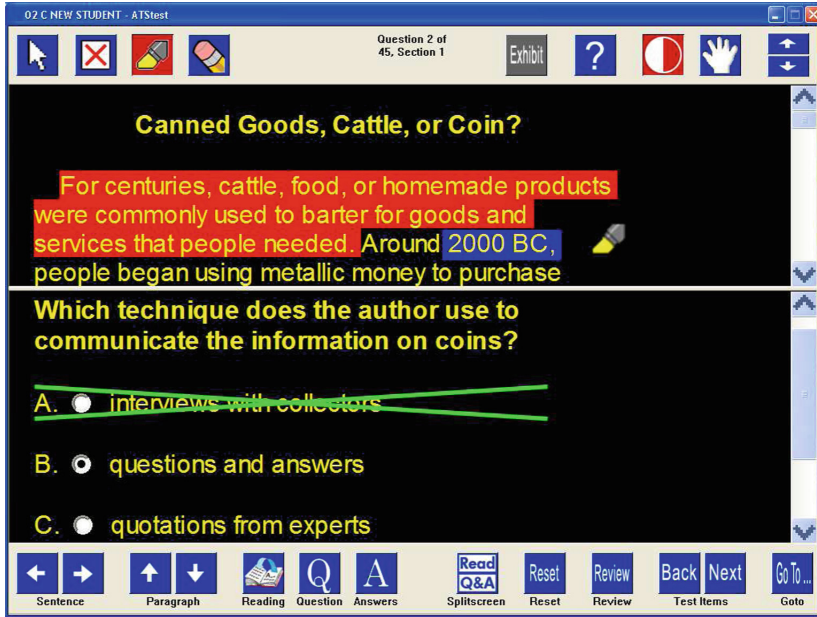 02 C NEW STUDENT - ATStest
Question 2 of
45, Section 1
Exhibit
?
Canned Goods, Cattle, or Coin?
For centuries, cattle, food, or homemade products
were commonly used to barter for goods and
services that people needed. Around 2000 BC,
people began using metallic money to purchase
Which technique does the author use to
communicate the information on coins?
A. interviews with collectors
B. questions and answers
C. quotations from experts
Q A Read Q&A Reset Review Back Next Go To ...
Sentence Paragraph Reading Question Answers Splitscreen Reset Review Test Items Goto